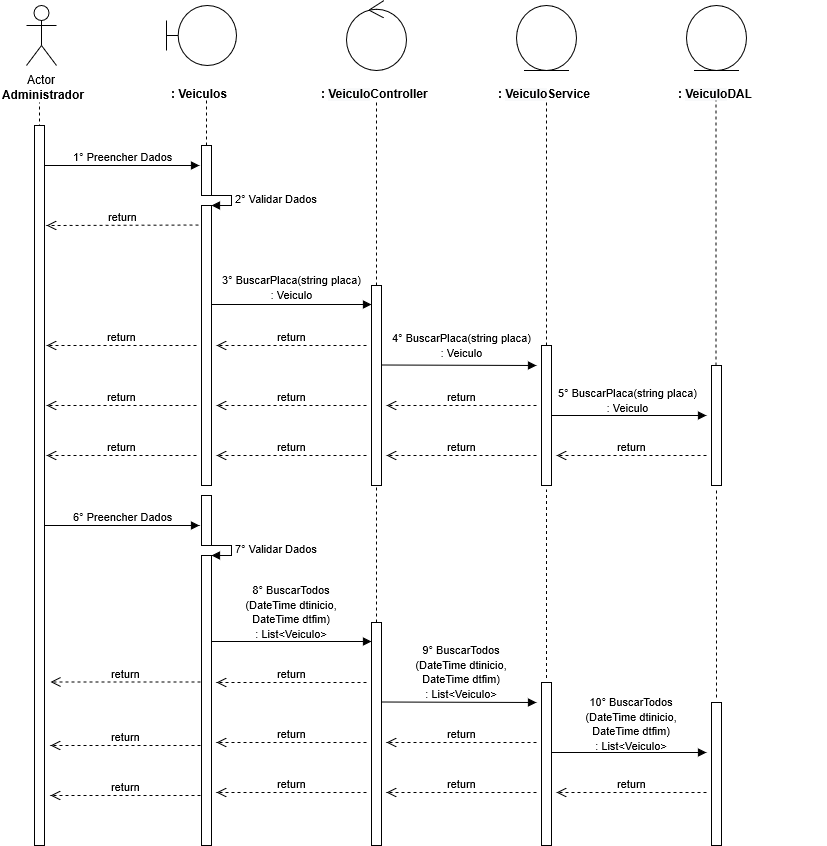 Actor
Administrador
: Veiculos
: VeiculoController
: VeiculoService
: VeiculoDAL
1° Preencher Dados
2° Validar Dados
return
3° BuscarPlaca(string placa)
: Veiculo
return
return
4° BuscarPlaca(string placa)
: Veiculo
return
return
return
5° BuscarPlaca(string placa)
: Veiculo
return
return
return
return
6° Preencher Dados
7° Validar Dados
8° BuscarTodos
(DateTime dtinicio,
DateTime dtfim)
: List<Veiculo>
return
return
9° BuscarTodos
(DateTime dtinicio,
DateTime dtfim)
: List<Veiculo>
return
return
return
10° BuscarTodos
(DateTime dtinicio,
DateTime dtfim)
: List<Veiculo>
return
return
return
return